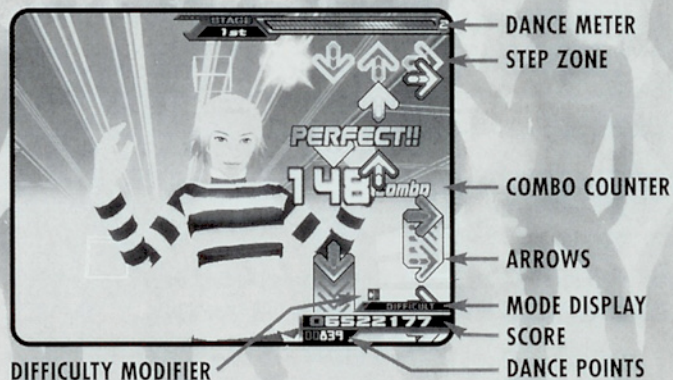 STAGE
1st
DANCE METER
STEP ZONE
PERFECT!!
148 combo
COMBO COUNTER
ARROWS
DIFFICULT
MODE DISPLAY
06522177
SCORE
00839
DIFFICULTY MODIFIER
DANCE POINTS